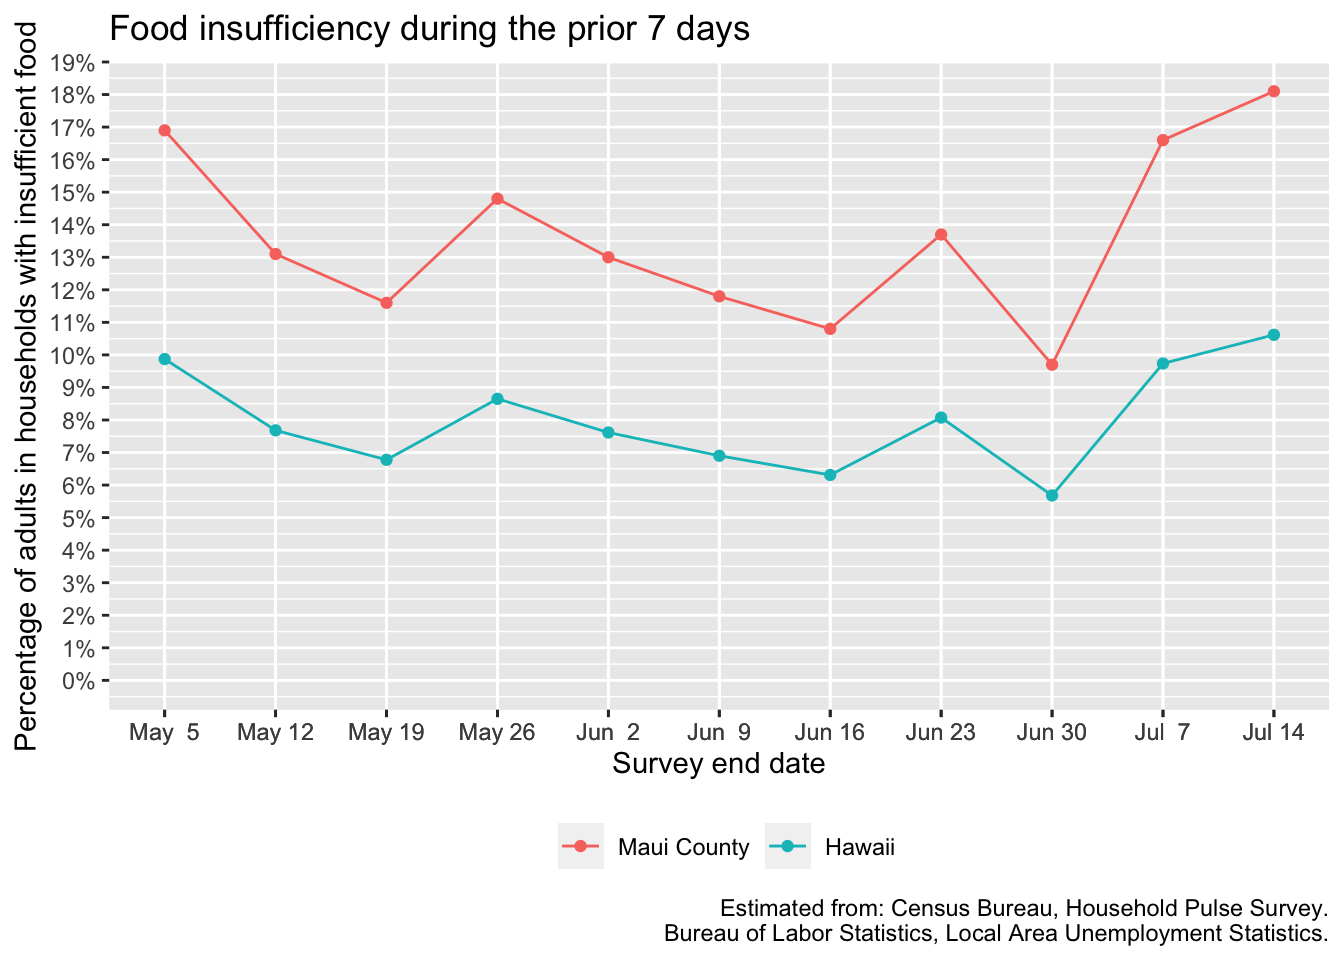 Food insufficiency during the prior 7 days
Percentage of adults in households with insufficient food
19%
18%
17%
16%
15%
14%
13%
12%
11%
10%
9%
8%
7%
6%
5%
4%
3%
2%
1%
0%
May  5 May 12 May 19 May 26 Jun  2 Jun  9 Jun 16 Jun 23 Jun 30 Jul  7 Jul 14
Survey end date
Maui County Hawaii
Estimated from: Census Bureau, Household Pulse Survey.
Bureau of Labor Statistics, Local Area Unemployment Statistics.